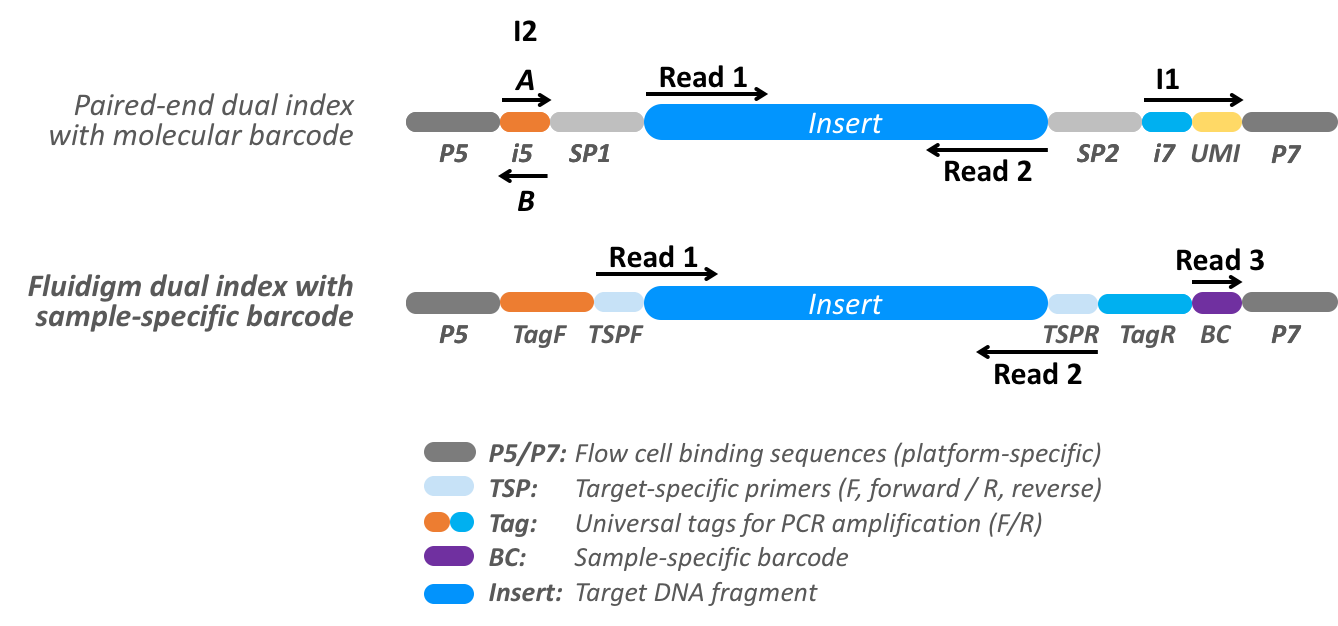 I2
A
Read 1
I1
Paired-end dual index
with molecular barcode
Insert
P5
i5
SP1
SP2
i7
UMI
P7
Read 2
B
Read 1
Read 3
Fluidigm dual index with
sample-specific barcode
Insert
P5
TagF
TSPF
TSPR
TagR
BC
P7
Read 2
P5/P7: Flow cell binding sequences (platform-specific)
TSP: Target-specific primers (F, forward / R, reverse)
Tag: Universal tags for PCR amplification (F/R)
BC: Sample-specific barcode
Insert: Target DNA fragment